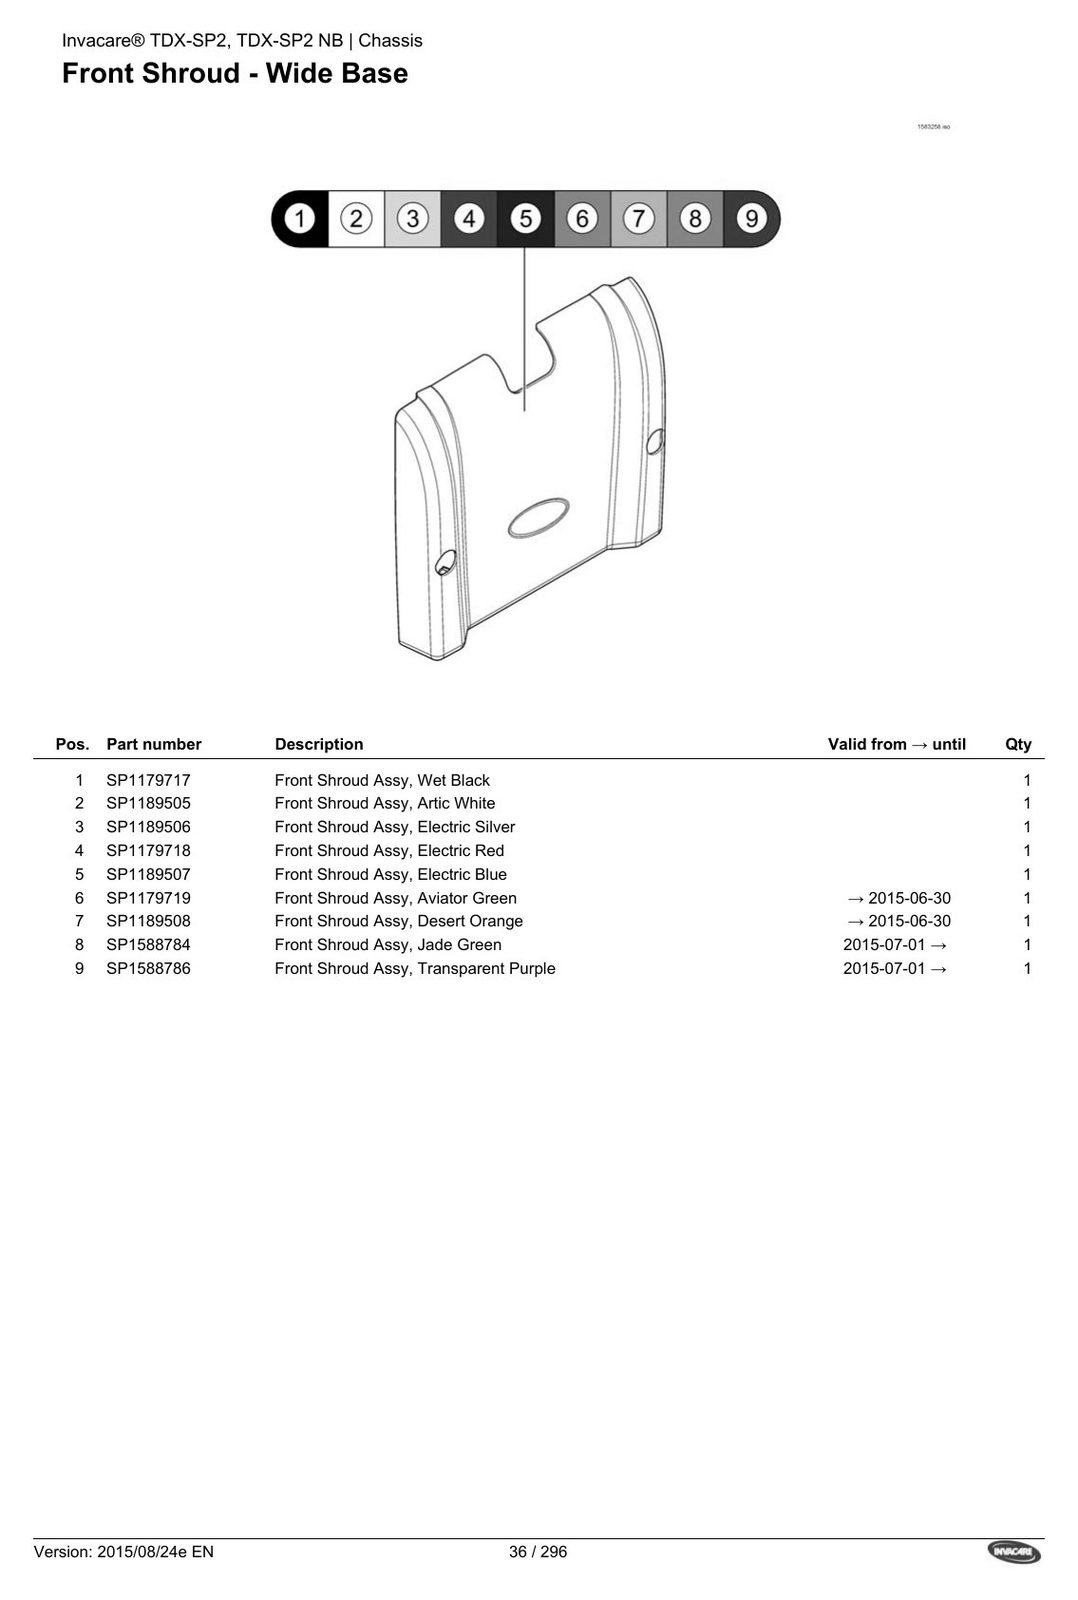 Invacare® TDX-SP2, TDX-SP2 NB | Chassis
Front Shroud - Wide Base
1583258.iso
1 2 3 4 5 6 7 8 9
Pos. Part number Description Valid from → until Qty
1 SP1179717 Front Shroud Assy, Wet Black 1
2 SP1189505 Front Shroud Assy, Artic White 1
3 SP1189506 Front Shroud Assy, Electric Silver 1
4 SP1179718 Front Shroud Assy, Electric Red 1
5 SP1189507 Front Shroud Assy, Electric Blue 1
6 SP1179719 Front Shroud Assy, Aviator Green → 2015-06-30 1
7 SP1189508 Front Shroud Assy, Desert Orange → 2015-06-30 1
8 SP1588784 Front Shroud Assy, Jade Green 2015-07-01 → 1
9 SP1588786 Front Shroud Assy, Transparent Purple 2015-07-01 → 1
Version: 2015/08/24e EN 36 / 296 INVACARE